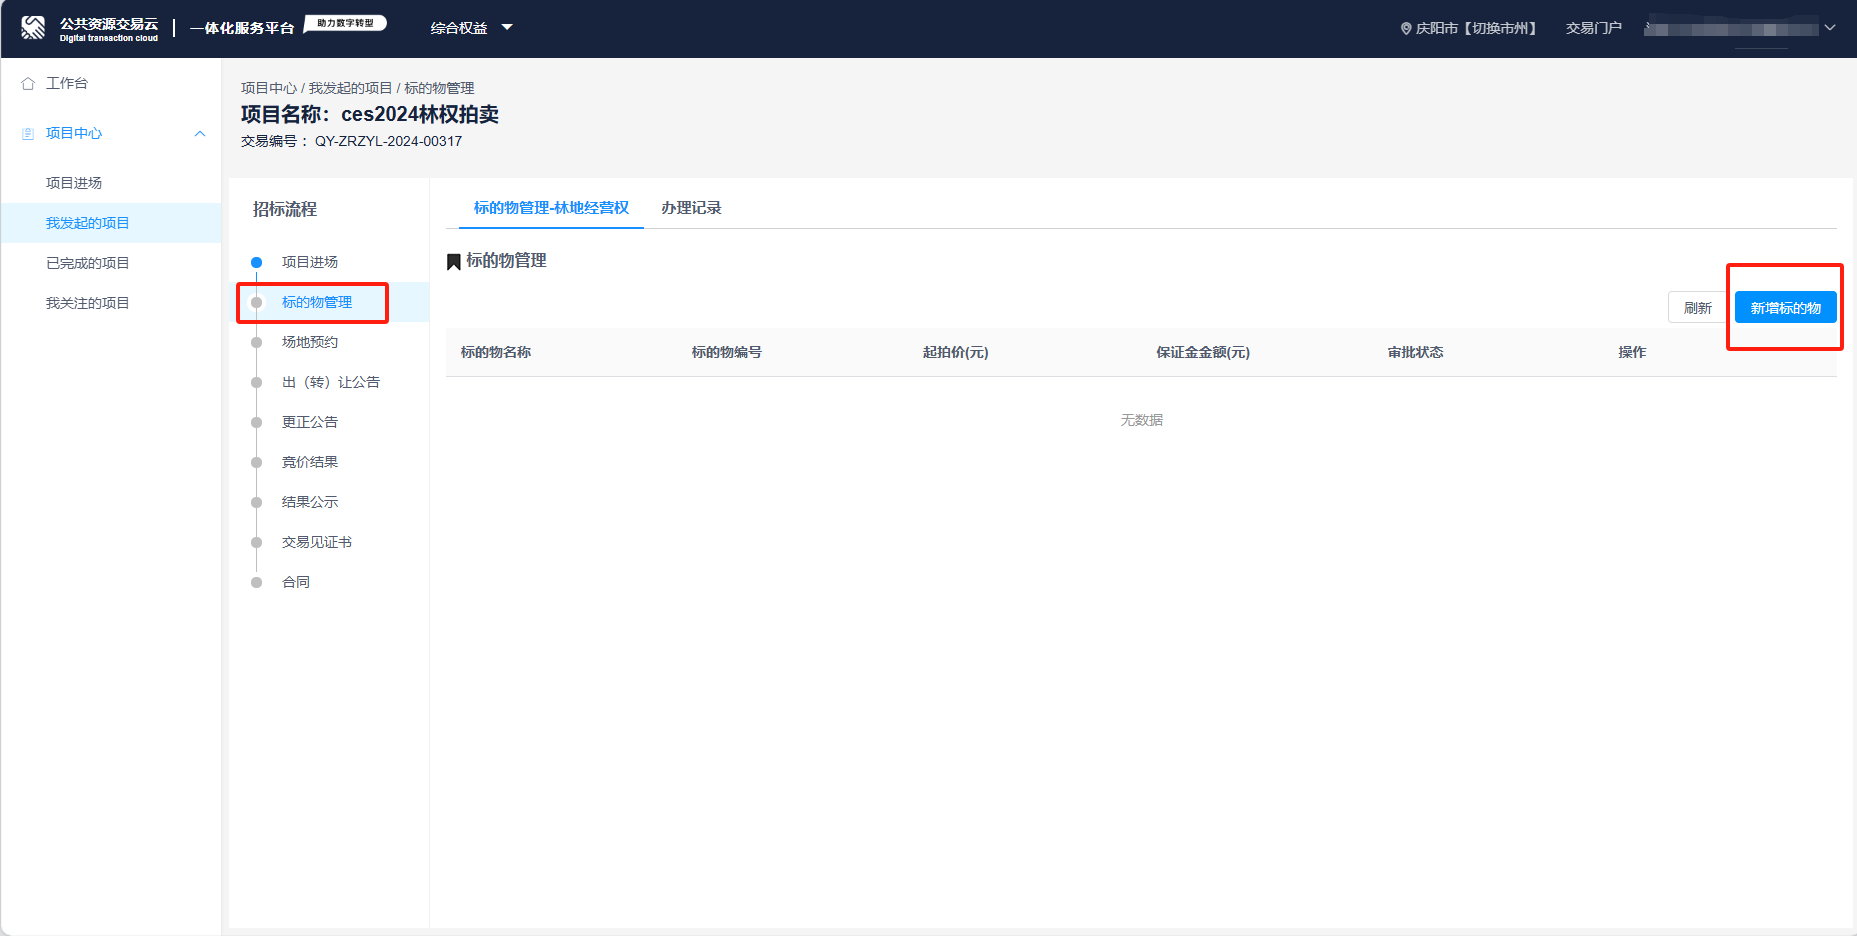 公共资源交易云
Digital transaction cloud
一体化服务平台
助力数字转型
综合权益
庆阳市【切换市州】
交易门户
工作台
项目中心
项目进场
我发起的项目
已完成的项目
我关注的项目
项目中心 / 我发起的项目 / 标的物管理
项目名称：ces2024林权拍卖
交易编号： QY-ZRZYL-2024-00317
招标流程
项目进场
标的物管理
场地预约
出（转）让公告
更正公告
竞价结果
结果公示
交易见证书
合同
标的物管理-林地经营权
办理记录
标的物管理
刷新
新增标的物
标的物名称 标的物编号 起拍价(元) 保证金金额(元) 审批状态 操作
无数据